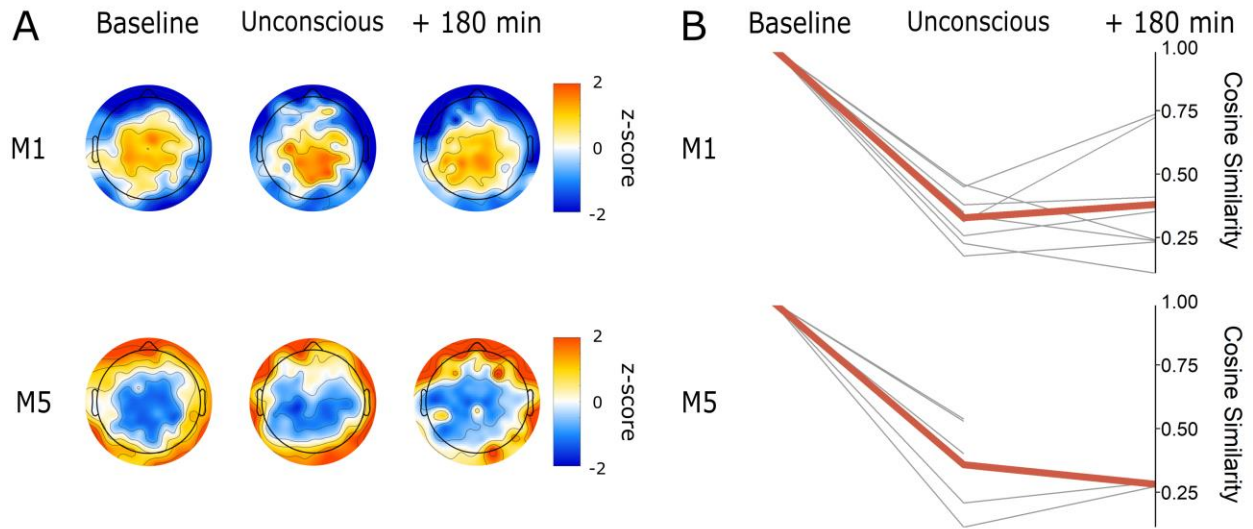 A Baseline Unconscious + 180 min
M1
2
0
-2
z-score
M5
2
0
-2
z-score
B Baseline Unconscious + 180 min
M1
1.00
0.75
0.50
0.25
Cosine Similarity
M5
1.00
0.75
0.50
0.25
Cosine Similarity